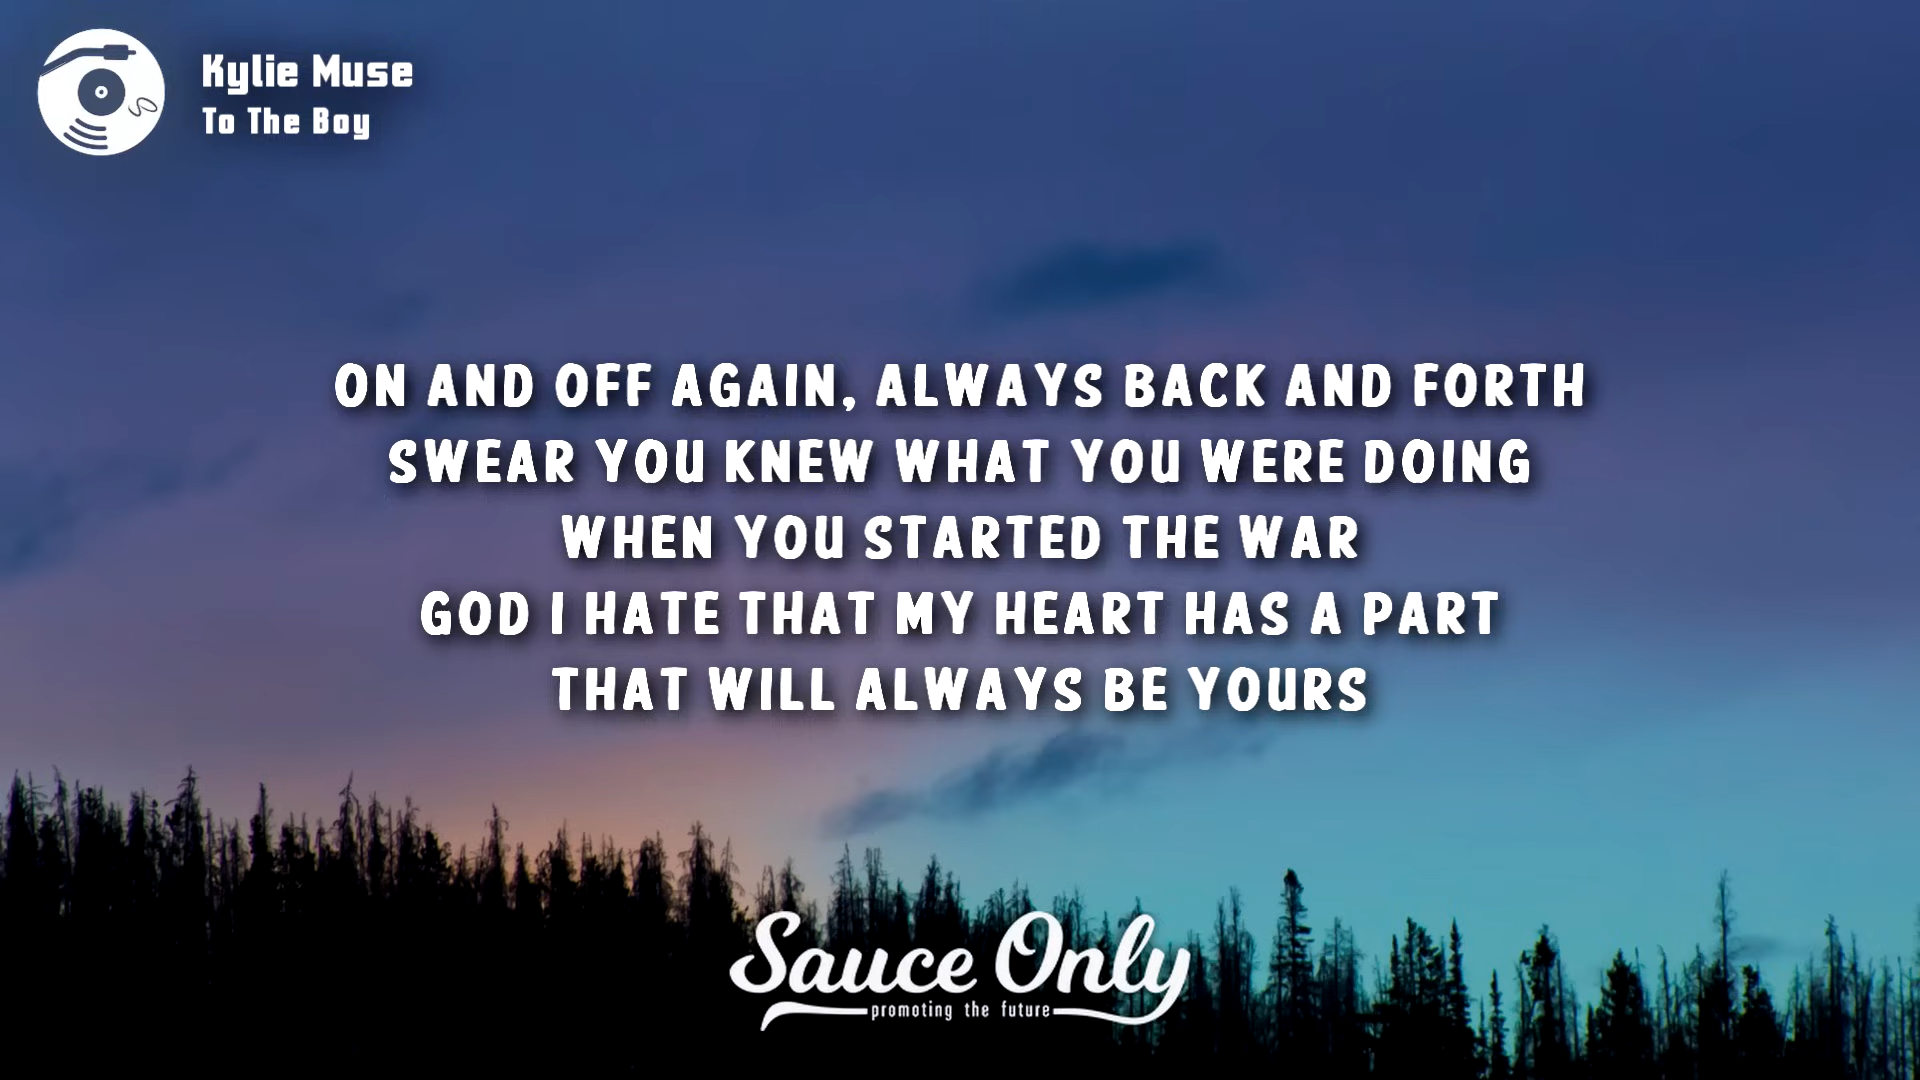 Kylie Muse
To The Boy
ON AND OFF AGAIN, ALWAYS BACK AND FORTH
SWEAR YOU KNEW WHAT YOU WERE DOING
WHEN YOU STARTED THE WAR
GOD I HATE THAT MY HEART HAS A PART
THAT WILL ALWAYS BE YOURS
Sauce Only
promoting the future